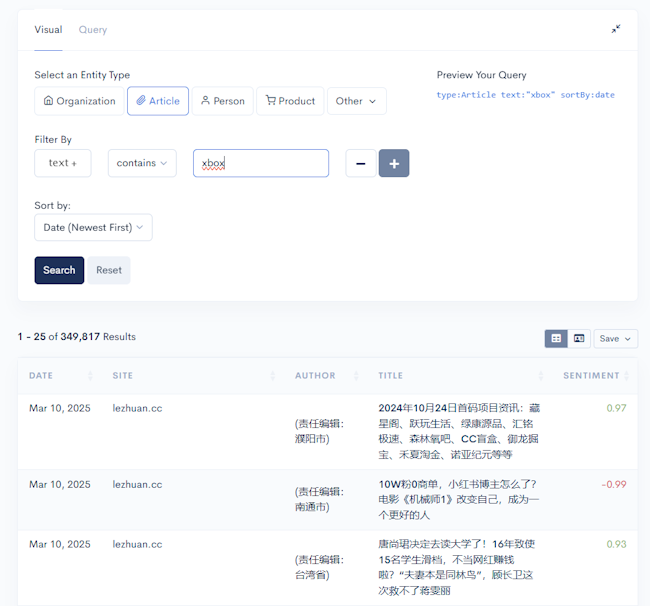 Visual Query
Select an Entity Type
Organization Article Person Product Other
Filter By
text + contains xbox − +
Sort by:
Date (Newest First)
Search Reset
Preview Your Query
type:Article text:"xbox" sortBy:date
1 - 25 of 349,817 Results
Save
DATE SITE AUTHOR TITLE SENTIMENT
Mar 10, 2025 lezhuan.cc
(责任编辑:
濮阳市)
2024年10月24日首码项目资讯：藏
星阁、跃玩生活、绿康源品、汇铭
极速、森林氧吧、CC盲盒、御龙掘
宝、禾夏淘金、诺亚纪元等等
0.97
Mar 10, 2025 lezhuan.cc
(责任编辑:
南通市)
10W粉0商单，小红书博主怎么了？
电影《机械师1》改变自己，成为一
个更好的人
-0.99
Mar 10, 2025 lezhuan.cc
(责任编辑:
台湾省)
唐尚珺决定去读大学了！16年致使
15名学生滑档，不当网红赚钱
啦？“夫妻本是同林鸟”，顾长卫这
次救不了蒋雯丽
0.93